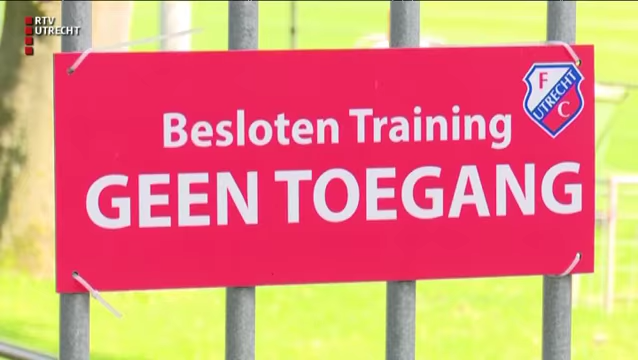 RTV
UTRECHT
Besloten Training
GEEN TOEGANG
F
UTRECHT
C